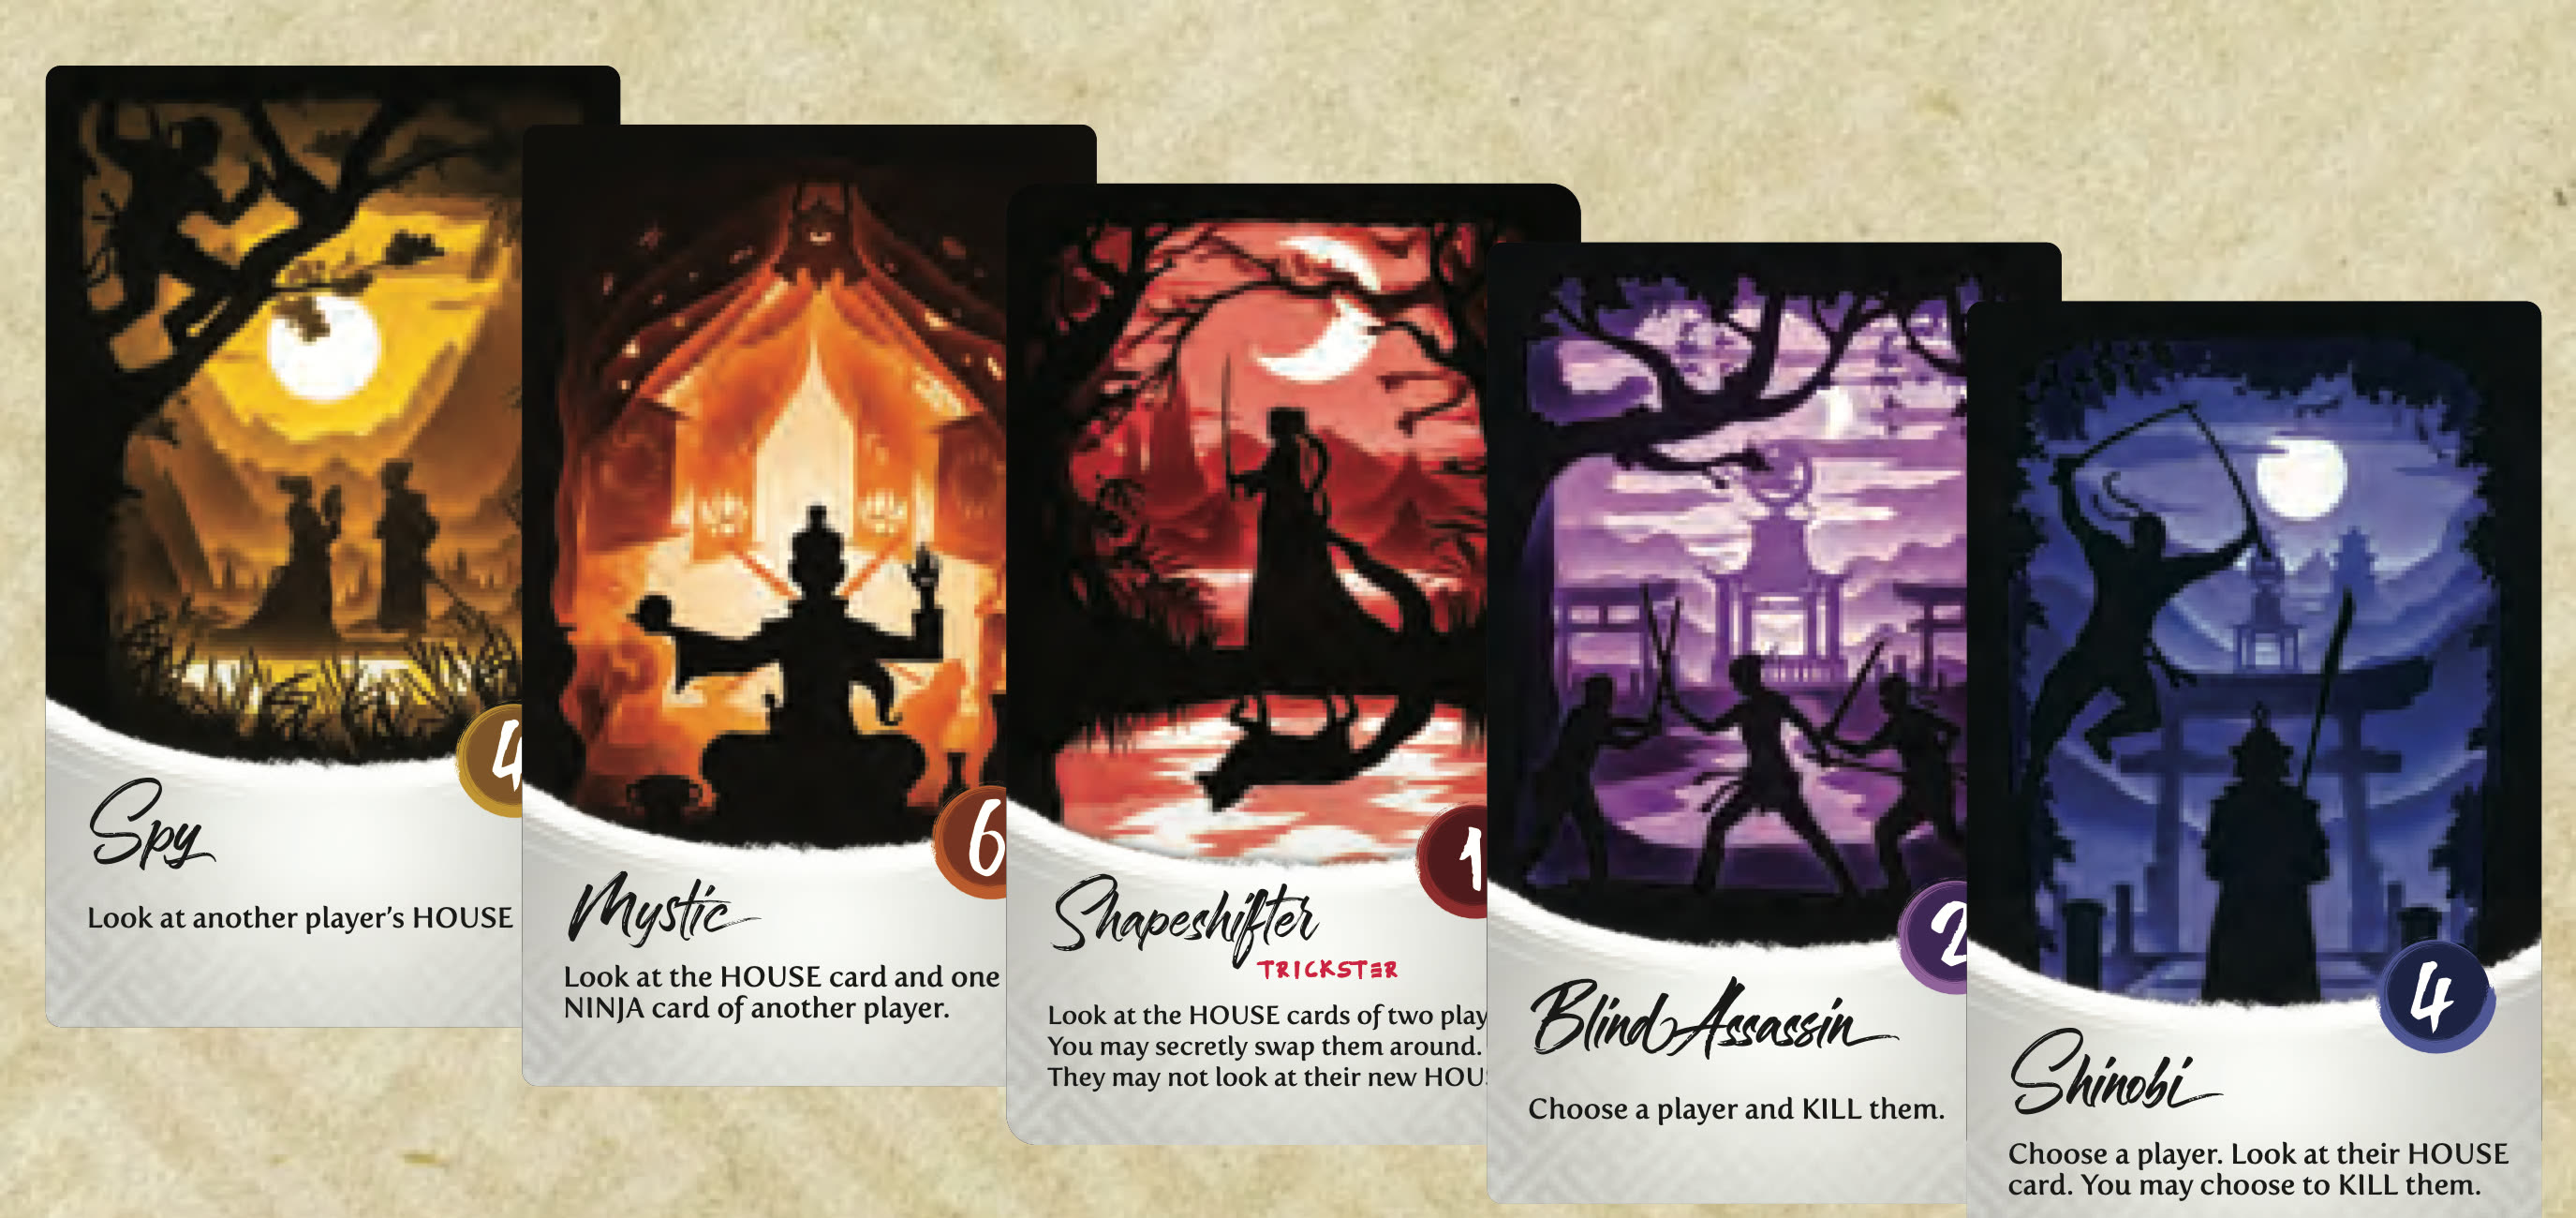 4
Spy
Look at another player's HOUSE
6
Mystic
Look at the HOUSE card and one
NINJA card of another player.
1
Shapeshifter
TRICKSTER
Look at the HOUSE cards of two
You may secretly swap them around.
They may not look at their new
2
Blind Assassin
Choose a player and KILL them.
4
Shinobi
Choose a player. Look at their HOUSE
card. You may choose to KILL them.